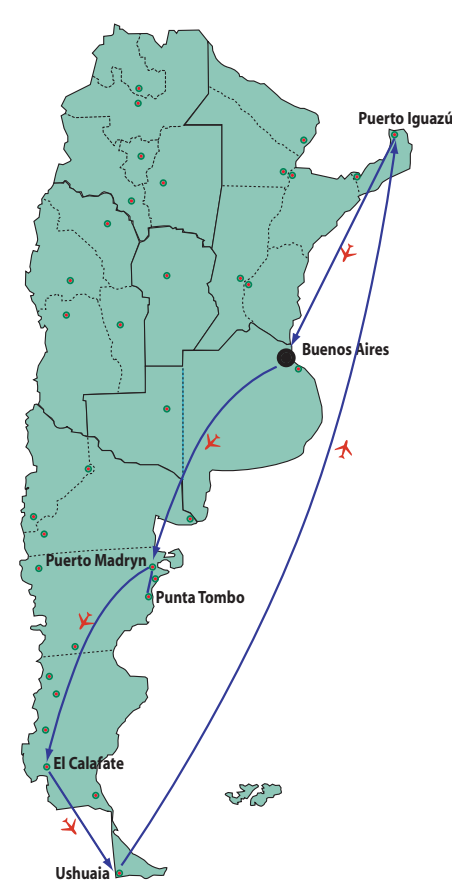 Puerto Iguazú
Buenos Aires
Puerto Madryn
Punta Tombo
El Calafate
Ushuaia